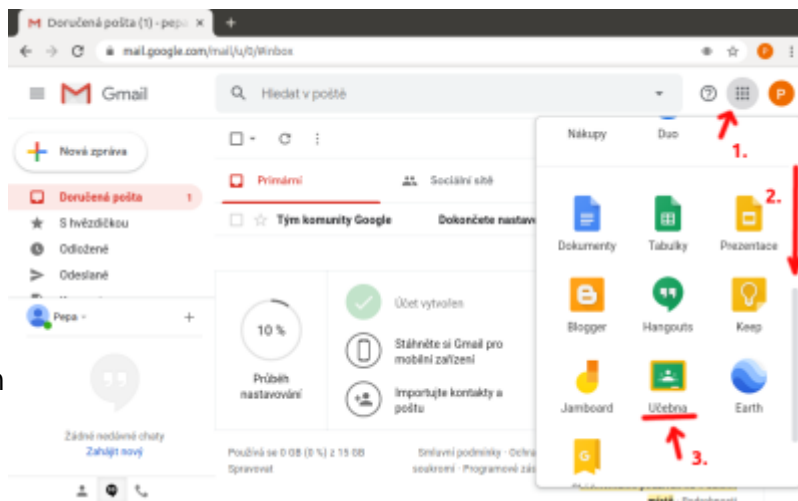 Doručená pošta (1) - pepa
mail.google.com/mail/u/0/#inbox
Gmail
Hledat v poště
P
Nákupy
Duo
1.
Nová zpráva
Doručená pošta 1
S hvězdičkou
Odložené
Odeslané
Primární
Sociální sítě
Tým komunity Google Dokončete nastav
2.
Dokumenty
Tabulky
Prezentace
Blogger
Hangouts
Keep
Jamboard
Učebna
Earth
3.
Pepa
Žádné nedávné chaty
Zahájit nový
10 %
Průběh
nastavování
Účet vytvořen
Stáhněte si Gmail pro
mobilní zařízení
Importujte kontakty a
poštu
Používá se 0 GB (0 %) z 15 GB
Spravovat
Smluvní podmínky · Ochra
soukromí · Programové zás